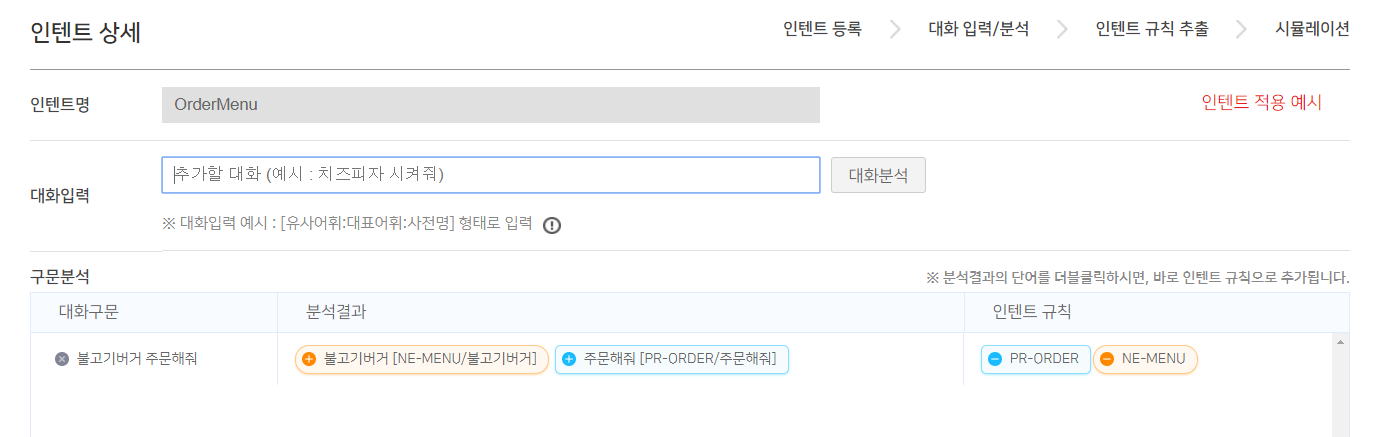 인텐트 상세
인텐트 등록 대화 입력/분석 인텐트 규칙 추출 시뮬레이션
인텐트명 OrderMenu 인텐트 적용 예시
대화입력 추가할 대화 (예시 : 치즈피자 시켜줘) 대화분석
※ 대화입력 예시 : [유사어휘:대표어휘:사전명] 형태로 입력
구문분석 ※ 분석결과의 단어를 더블클릭하시면, 바로 인텐트 규칙으로 추가됩니다.
대화구문 분석결과 인텐트 규칙
불고기버거 주문해줘 불고기버거 [NE-MENU/불고기버거] 주문해줘 [PR-ORDER/주문해줘] PR-ORDER NE-MENU